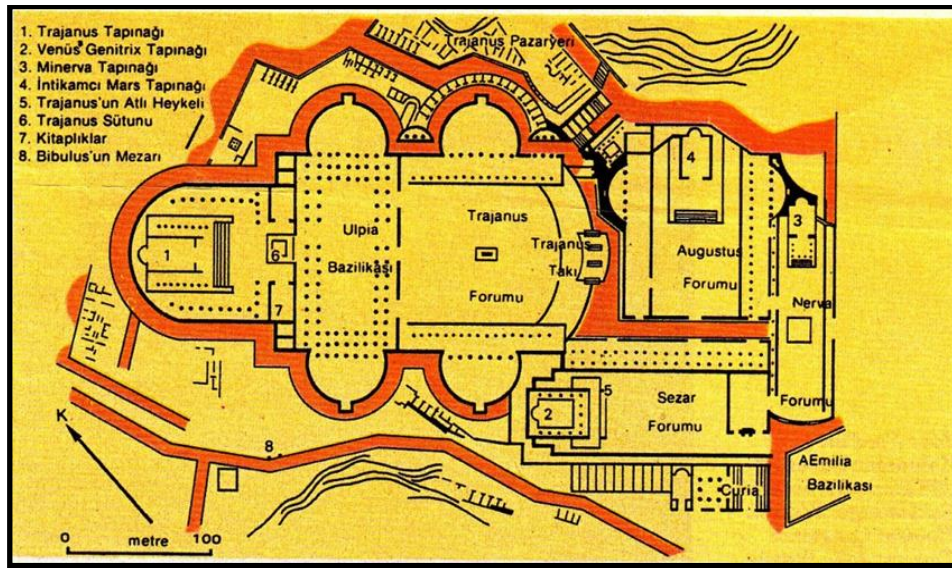 1. Trajanus Tapınağı
2. Venüs Genitrix Tapınağı
3. Minerva Tapınağı
4. İntikamcı Mars Tapınağı
5. Trajanus'un Atlı Heykeli
6. Trajanus Sütunu
7. Kitaplıklar
8. Bibulus'un Mezarı
Trajanus Pazaryeri
4
3
1
6
7
Ulpia
Bazilikası
Trajanus
Forumu
Trajanus
Takı
Augustus
Forumu
Nerva
Forumu
2
5
Sezar
Forumu
K
8
Curia
AEmilia
Bazilikası
0 metre 100